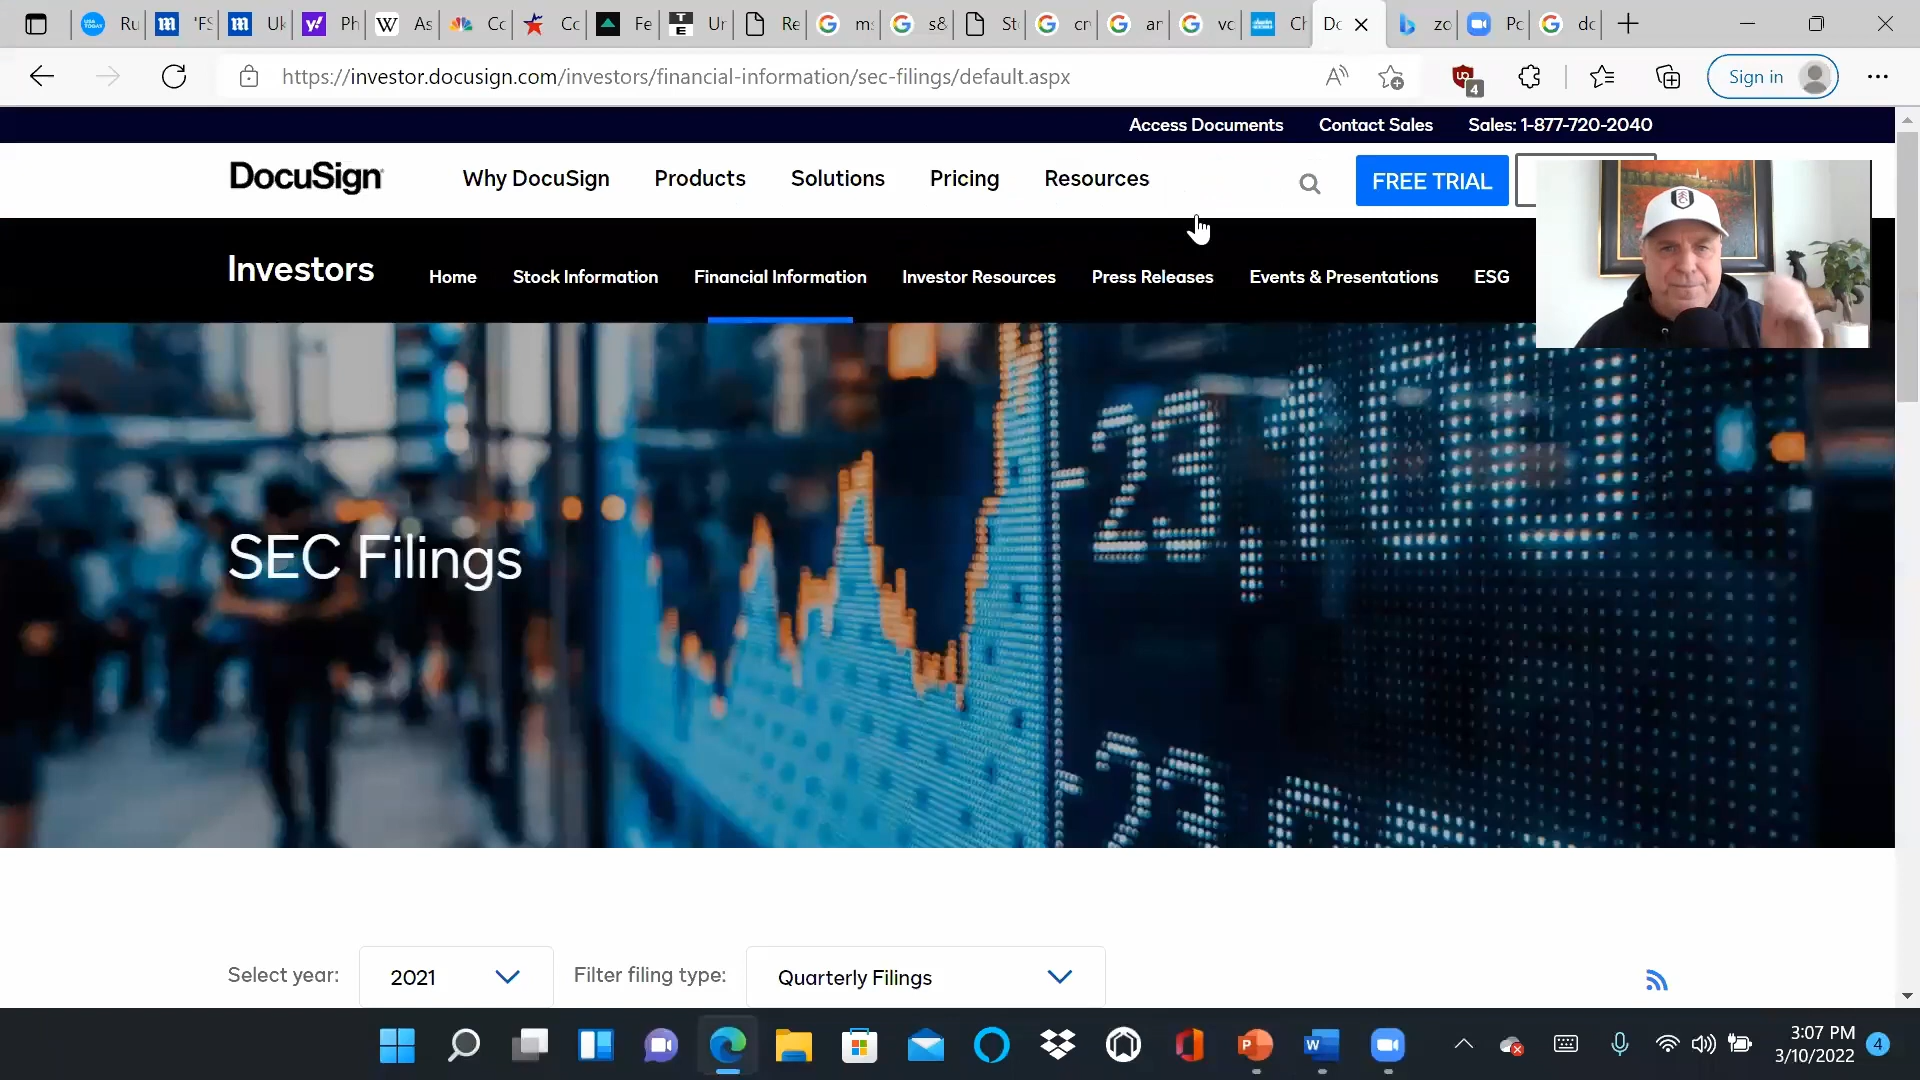 Ru
'FS
Uk
Ph
As
Cc
Cc
Fe
Ur
Re
m:
s&
St
cr
ar
vc
Ch
Dc
zo
Pc
dc
https://investor.docusign.com/investors/financial-information/sec-filings/default.aspx
4
Sign in
Access Documents Contact Sales Sales: 1-877-720-2040
DocuSign Why DocuSign Products Solutions Pricing Resources FREE TRIAL
Investors Home Stock Information Financial Information Investor Resources Press Releases Events & Presentations ESG
SEC Filings
23,
23
Select year: 2021 Filter filing type: Quarterly Filings
3:07 PM
3/10/2022 4